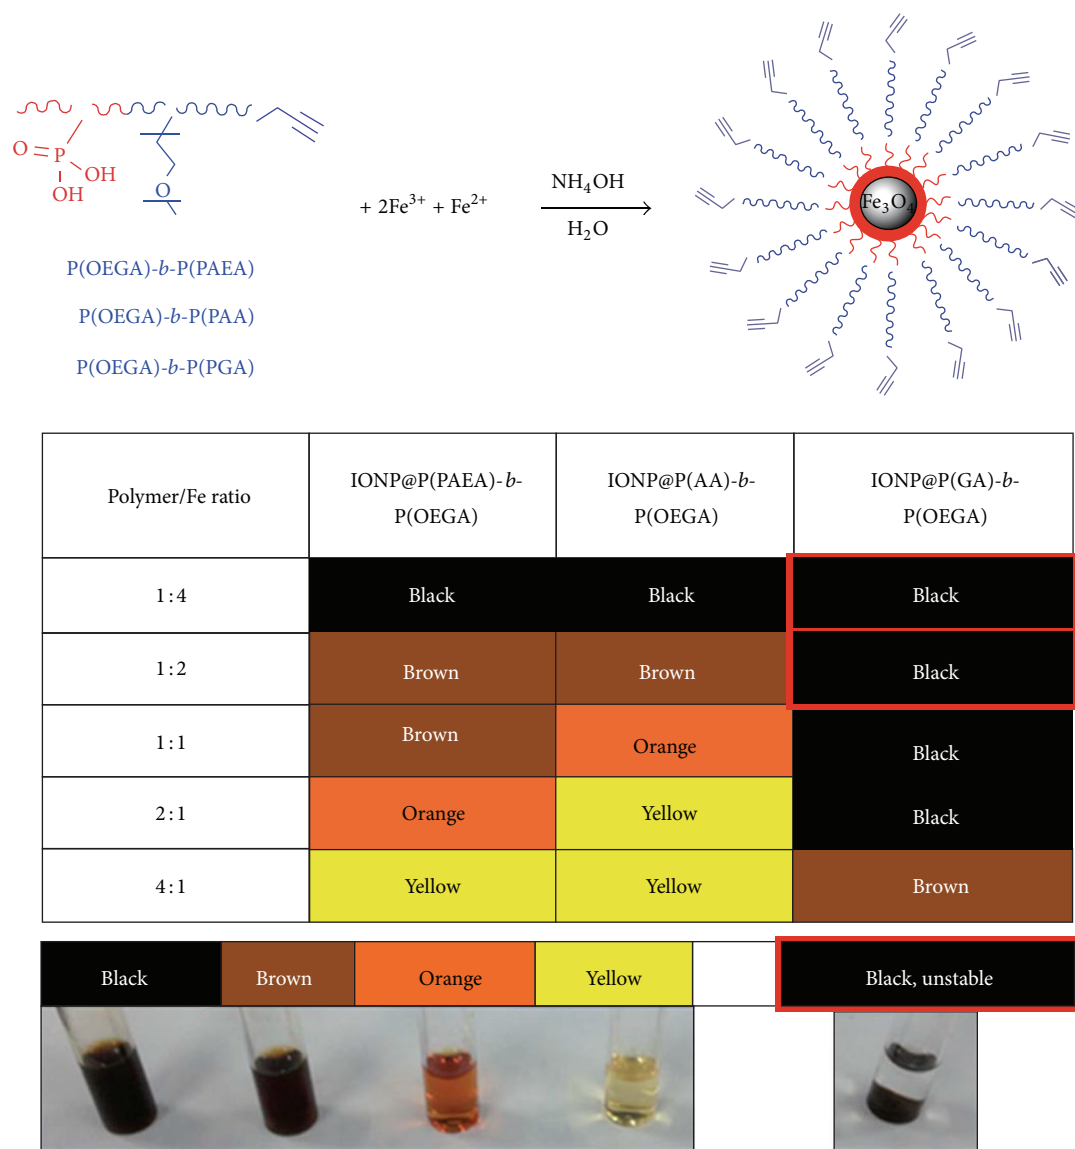 O
P
OH
OH
O
+ 2Fe³⁺ + Fe²⁺
NH₄OH
H₂O
Fe₃O₄
P(OEGA)-b-P(PAEA)
P(OEGA)-b-P(PAA)
P(OEGA)-b-P(PGA)
Polymer/Fe ratio
IONP@P(PAEA)-b-
P(OEGA)
IONP@P(AA)-b-
P(OEGA)
IONP@P(GA)-b-
P(OEGA)
1 : 4 Black Black Black
1 : 2 Brown Brown Black
1 : 1 Brown Orange Black
2 : 1 Orange Yellow Black
4 : 1 Yellow Yellow Brown
Black Brown Orange Yellow Black, unstable